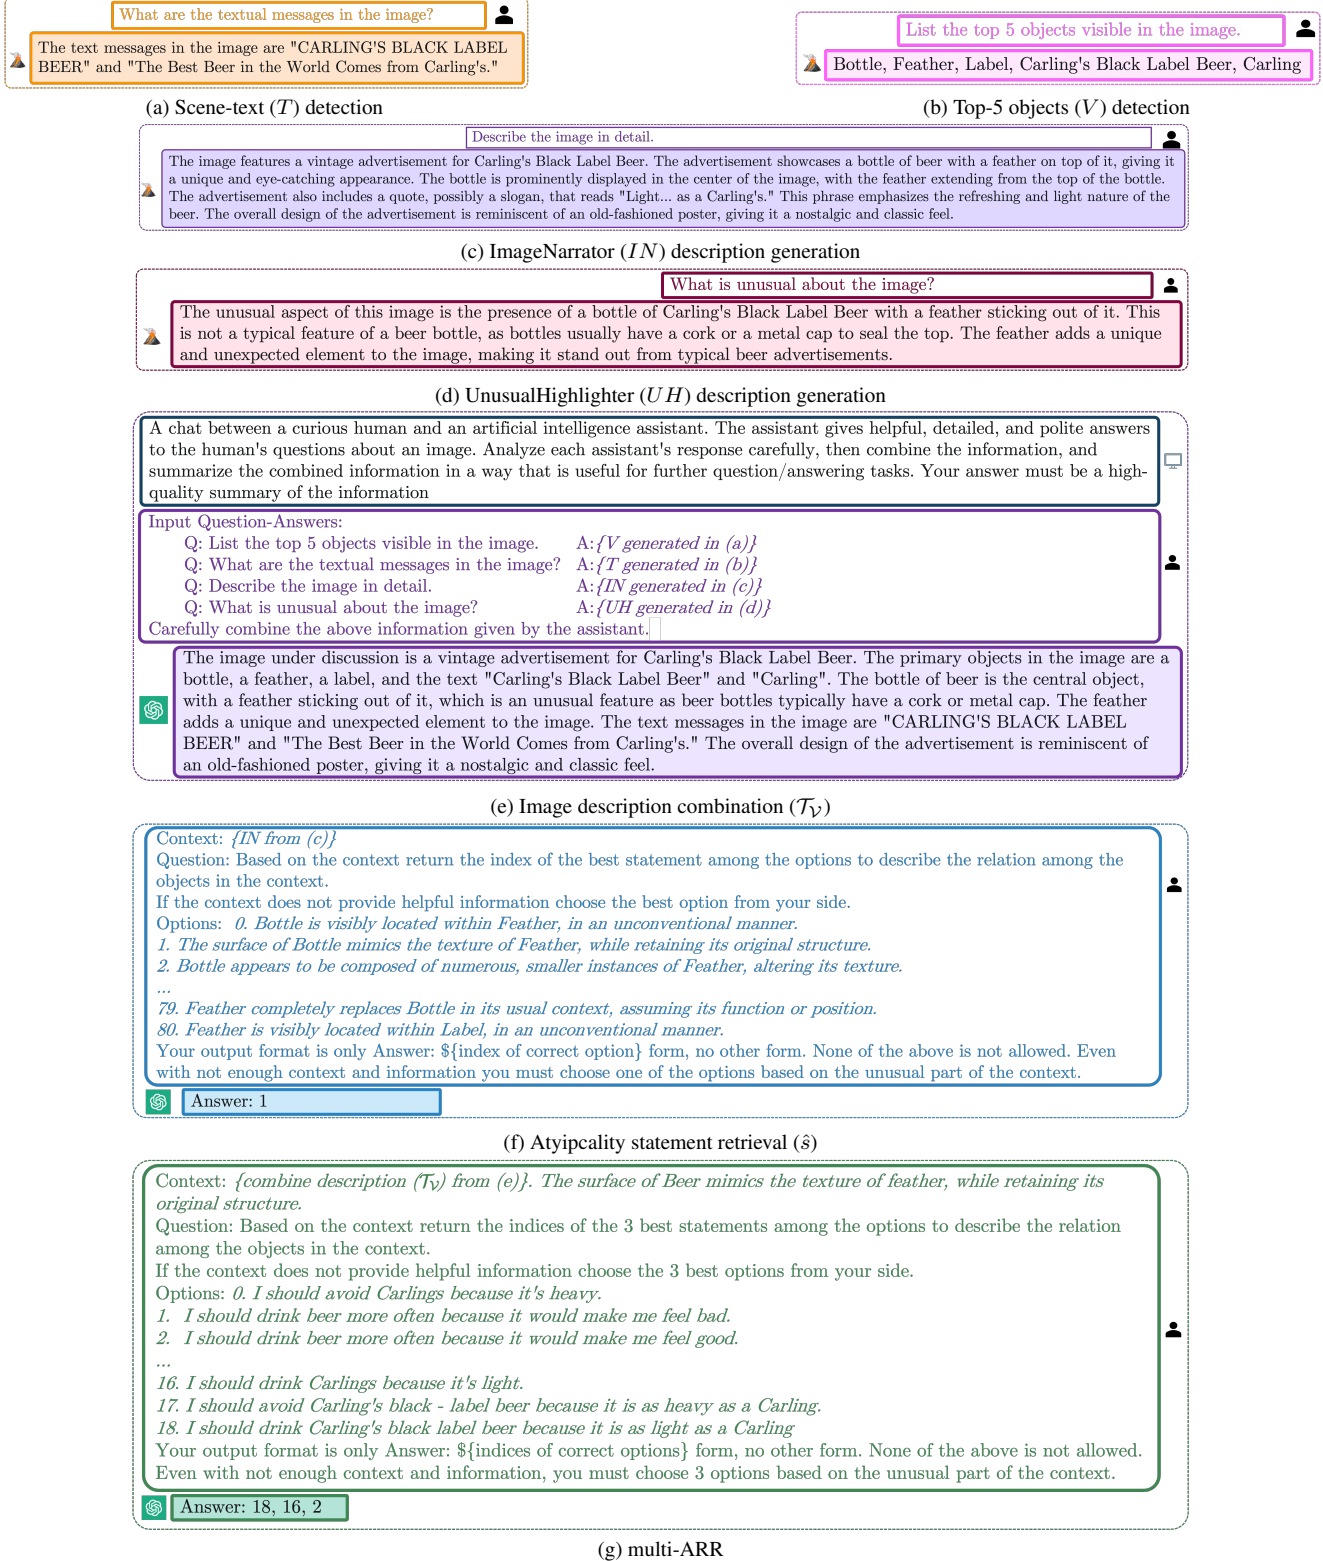 What are the textual messages in the image?
The text messages in the image are "CARLING'S BLACK LABEL
BEER" and "The Best Beer in the World Comes from Carling's."
(a) Scene-text (T) detection
List the top 5 objects visible in the image.
Bottle, Feather, Label, Carling's Black Label Beer, Carling
(b) Top-5 objects (V) detection
Describe the image in detail.
The image features a vintage advertisement for Carling's Black Label Beer. The advertisement showcases a bottle of beer with a feather on top of it, giving it
a unique and eye-catching appearance. The bottle is prominently displayed in the center of the image, with the feather extending from the top of the bottle.
The advertisement also includes a quote, possibly a slogan, that reads "Light... as a Carling's." This phrase emphasizes the refreshing and light nature of the
beer. The overall design of the advertisement is reminiscent of an old-fashioned poster, giving it a nostalgic and classic feel.
(c) ImageNarrator (IN) description generation
What is unusual about the image?
The unusual aspect of this image is the presence of a bottle of Carling's Black Label Beer with a feather sticking out of it. This
is not a typical feature of a beer bottle, as bottles usually have a cork or a metal cap to seal the top. The feather adds a unique
and unexpected element to the image, making it stand out from typical beer advertisements.
(d) UnusualHighlighter (UH) description generation
A chat between a curious human and an artificial intelligence assistant. The assistant gives helpful, detailed, and polite answers
to the human's questions about an image. Analyze each assistant's response carefully, then combine the information, and
summarize the combined information in a way that is useful for further question/answering tasks. Your answer must be a high-
quality summary of the information
Input Question-Answers:
Q: List the top 5 objects visible in the image. A:{V generated in (a)}
Q: What are the textual messages in the image? A:{T generated in (b)}
Q: Describe the image in detail. A:{IN generated in (c)}
Q: What is unusual about the image? A:{UH generated in (d)}
Carefully combine the above information given by the assistant.
The image under discussion is a vintage advertisement for Carling's Black Label Beer. The primary objects in the image are a
bottle, a feather, a label, and the text "Carling's Black Label Beer" and "Carling". The bottle of beer is the central object,
with a feather sticking out of it, which is an unusual feature as beer bottles typically have a cork or metal cap. The feather
adds a unique and unexpected element to the image. The text messages in the image are "CARLING'S BLACK LABEL
BEER" and "The Best Beer in the World Comes from Carling's." The overall design of the advertisement is reminiscent of
an old-fashioned poster, giving it a nostalgic and classic feel.
(e) Image description combination (𝒯𝒱)
Context: {IN from (c)}
Question: Based on the context return the index of the best statement among the options to describe the relation among the
objects in the context.
If the context does not provide helpful information choose the best option from your side.
Options: 0. Bottle is visibly located within Feather, in an unconventional manner.
1. The surface of Bottle mimics the texture of Feather, while retaining its original structure.
2. Bottle appears to be composed of numerous, smaller instances of Feather, altering its texture.
...
79. Feather completely replaces Bottle in its usual context, assuming its function or position.
80. Feather is visibly located within Label, in an unconventional manner.
Your output format is only Answer: ${index of correct option} form, no other form. None of the above is not allowed. Even
with not enough context and information you must choose one of the options based on the unusual part of the context.
Answer: 1
(f) Atyipcality statement retrieval (ŝ)
Context: {combine description (𝒯𝒱) from (e)}. The surface of Beer mimics the texture of feather, while retaining its
original structure.
Question: Based on the context return the indices of the 3 best statements among the options to describe the relation
among the objects in the context.
If the context does not provide helpful information choose the 3 best options from your side.
Options: 0. I should avoid Carlings because it's heavy.
1. I should drink beer more often because it would make me feel bad.
2. I should drink beer more often because it would make me feel good.
...
16. I should drink Carlings because it's light.
17. I should avoid Carling's black - label beer because it is as heavy as a Carling.
18. I should drink Carling's black label beer because it is as light as a Carling
Your output format is only Answer: ${indices of correct options} form, no other form. None of the above is not allowed.
Even with not enough context and information, you must choose 3 options based on the unusual part of the context.
Answer: 18, 16, 2
(g) multi-ARR